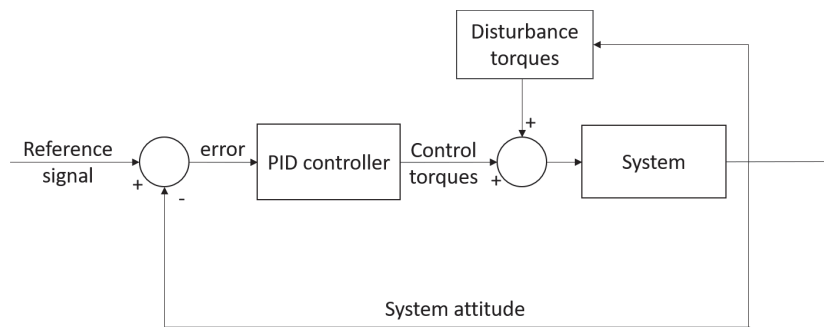 Disturbance
torques
+
Reference
signal
+
-
error
PID controller
Control
torques
+
System
System attitude